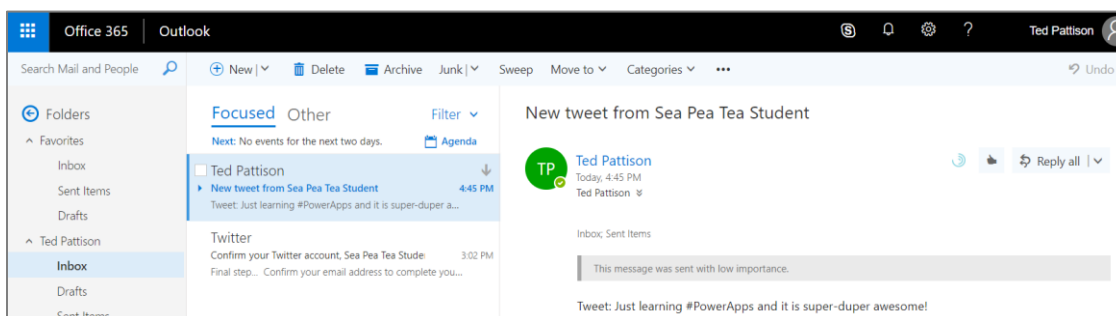 Office 365 Outlook Ted Pattison
Search Mail and People New Delete Archive Junk Sweep Move to Categories ••• Undo
Folders
Favorites
Inbox
Sent Items
Drafts
Ted Pattison
Inbox
Drafts
Sent Items
Focused Other Filter
Next: No events for the next two days. Agenda
Ted Pattison
New tweet from Sea Pea Tea Student 4:45 PM
Tweet: Just learning #PowerApps and it is super-duper a...
Twitter
Confirm your Twitter account, Sea Pea Tea Stude 3:02 PM
Final step... Confirm your email address to complete you...
New tweet from Sea Pea Tea Student
TP
Ted Pattison
Today, 4:45 PM
Ted Pattison
Reply all
Inbox; Sent Items
This message was sent with low importance.
Tweet: Just learning #PowerApps and it is super-duper awesome!